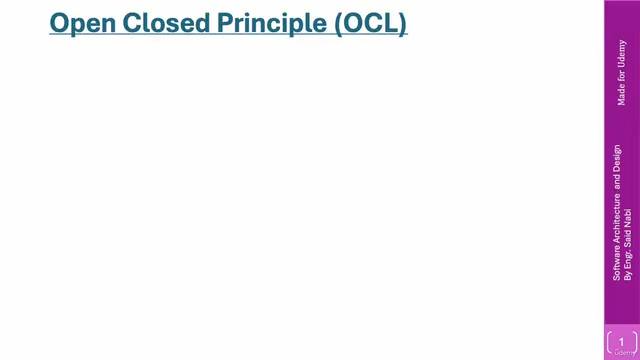 Open Closed Principle (OCL)
Made for Udemy
Software Architecture and Design
By Engr. Said Nabi
1
Udemy